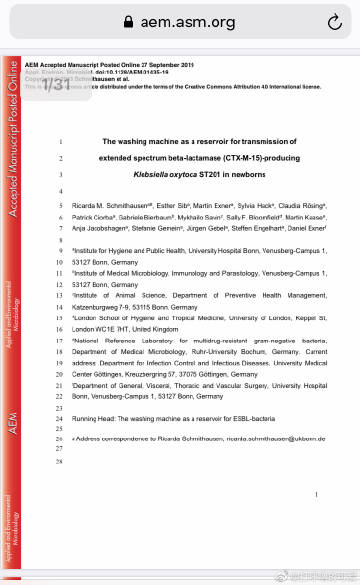 aem.asm.org
AEM Accepted Manuscript Posted Online 27 September 2019
Appl. Environ. Microbiol. doi:10.1128/AEM.01435-19
Copyright Schmithausen et al.
This is distributed under the terms of the Creative Commons Attribution 4.0 International license.
1/31
Accepted Manuscript Posted Online
Applied and Environmental
Microbiology
AEM
Applied and Environmental
Microbiology
1 The washing machine as a reservoir for transmission of
2 extended spectrum beta-lactamase (CTX-M-15)-producing
3 Klebsiella oxytoca ST201 in newborns
4
5 Ricarda M. Schmithausen, Esther Sib, Martin Exner, Sylvia Hack, Claudia Rösing,
6 Patrick Ciorba, Gabriele Bierbaum, Mykhailo Savin, Sally F. Bloomfield, Martin Kaase,
7 Anja Jacobshagen, Stefanie Gemein, Jürgen Gebel, Steffen Engelhart, Daniel Exner
8
9 Institute for Hygiene and Public Health, University Hospital Bonn, Venusberg-Campus 1,
10 53127 Bonn, Germany
11 Institute of Medical Microbiology, Immunology and Parasitology, Venusberg-Campus 1,
12 53127 Bonn, Germany
13 Institute of Animal Science, Department of Preventive Health Management,
14 Katzenburgweg 7-9, 53115 Bonn, Germany
15 London School of Hygiene and Tropical Medicine, University of London, Keppel St,
16 London WC1E 7HT, United Kingdom
17 National Reference Laboratory for multidrug-resistant gram-negative bacteria,
18 Department of Medical Microbiology, Ruhr-University Bochum, Germany. Current
19 address Department for Infection Control and Infectious Diseases, University Medical
20 Center Göttingen, Kreuzbergring 57, 37075 Göttingen, Germany
21 Department of General, Visceral, Thoracic and Vascular Surgery, University Hospital
22 Bonn, Venusberg-Campus 1, 53127 Bonn, Germany
23
24 Running Head: The washing machine as a reservoir for ESBL-bacteria
25
26 Address correspondence to Ricarda Schmithausen, ricarda.schmithausen@ukbonn.de
27
28
1